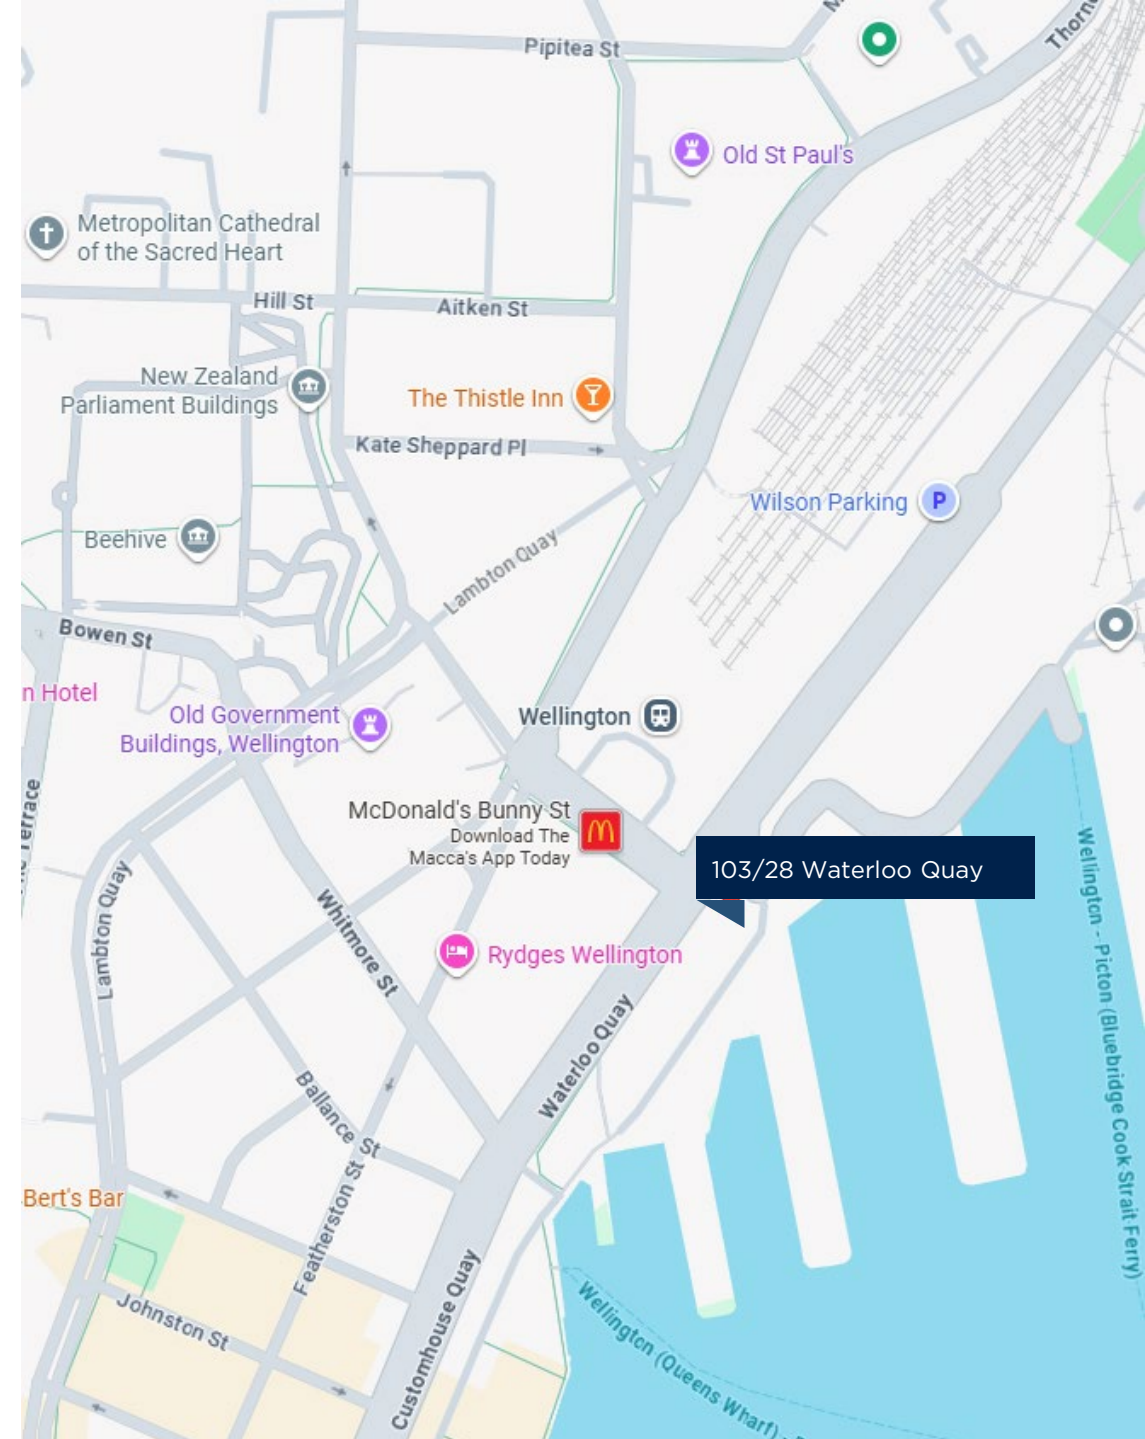 Pipitea St
Thorn
Old St Paul's
Metropolitan Cathedral
of the Sacred Heart
Hill St
Aitken St
New Zealand
Parliament Buildings
The Thistle Inn
Kate Sheppard Pl
Wilson Parking
P
Beehive
Lambton Quay
Bowen St
n Hotel
Old Government
Buildings, Wellington
Wellington
Terrace
McDonald's Bunny St
Download The
Macca's App Today
103/28 Waterloo Quay
Lambton Quay
Whitmore St
Rydges Wellington
Wellington - Picton (Bluebridge Cook Strait Ferry)
Waterloo Quay
Ballance St
Bert's Bar
Featherston St
Johnston St
Customhouse Quay
Wellington (Queens Wharf) -